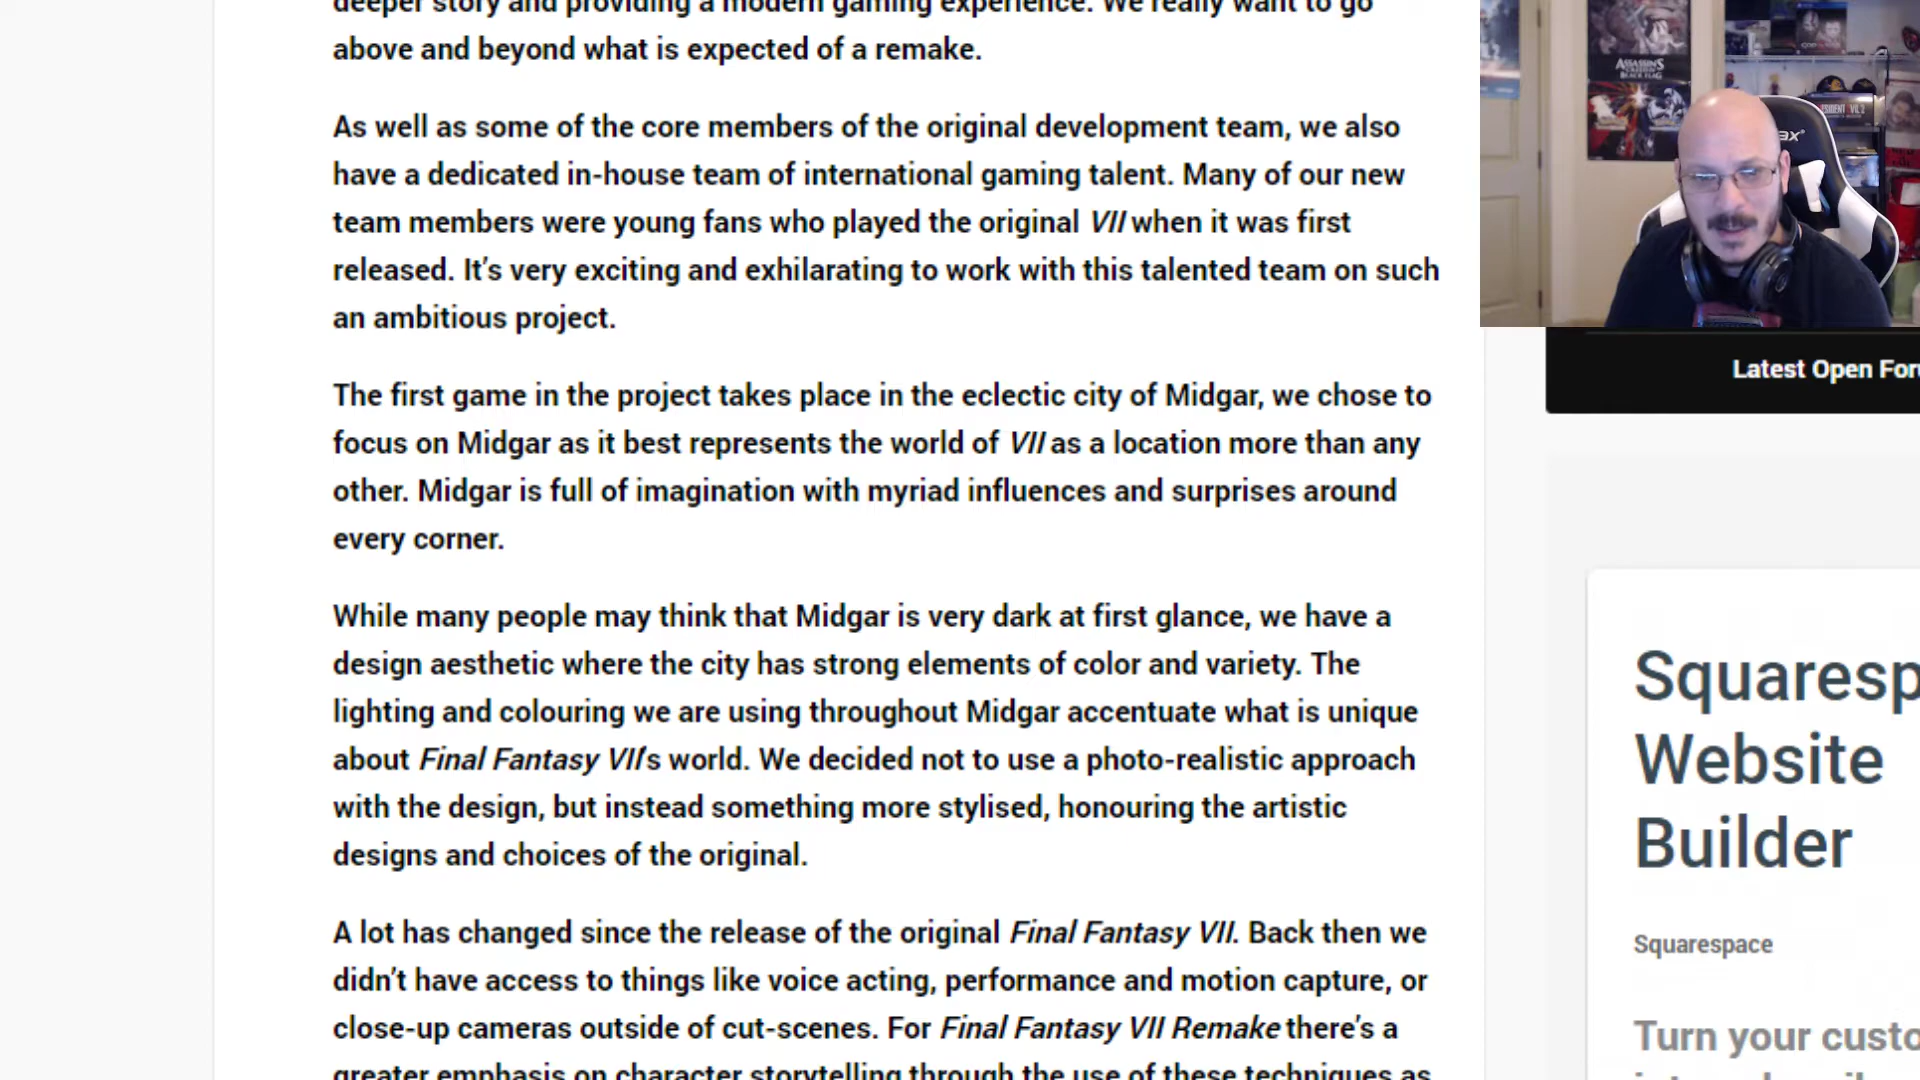 deeper story and providing a modern gaming experience. We really want to go
above and beyond what is expected of a remake.
As well as some of the core members of the original development team, we also
have a dedicated in-house team of international gaming talent. Many of our new
team members were young fans who played the original VII when it was first
released. It’s very exciting and exhilarating to work with this talented team on such
an ambitious project.
The first game in the project takes place in the eclectic city of Midgar, we chose to
focus on Midgar as it best represents the world of VII as a location more than any
other. Midgar is full of imagination with myriad influences and surprises around
every corner.
While many people may think that Midgar is very dark at first glance, we have a
design aesthetic where the city has strong elements of color and variety. The
lighting and colouring we are using throughout Midgar accentuate what is unique
about Final Fantasy VII’s world. We decided not to use a photo-realistic approach
with the design, but instead something more stylised, honouring the artistic
designs and choices of the original.
A lot has changed since the release of the original Final Fantasy VII. Back then we
didn’t have access to things like voice acting, performance and motion capture, or
close-up cameras outside of cut-scenes. For Final Fantasy VII Remake there’s a
greater emphasis on character storytelling through the use of these techniques as
ASSASSIN'S
CREED IV
BLACK FLAG
Latest Open For
Squaresp
Website
Builder
Squarespace
Turn your custo